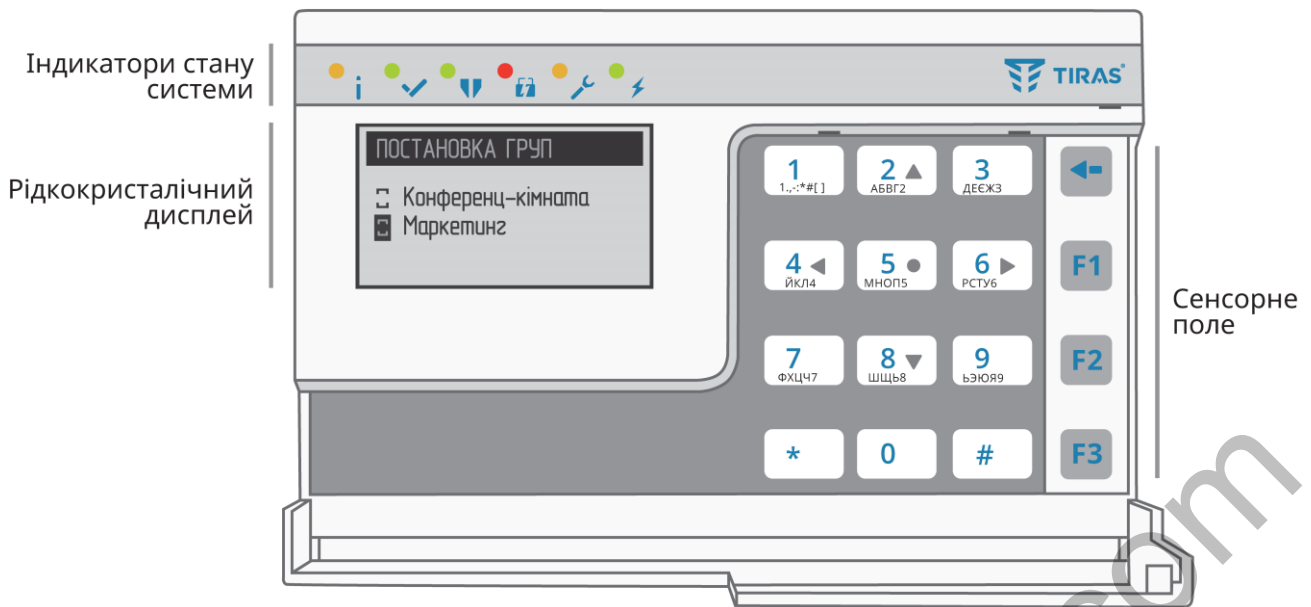 Індикатори стану
системи
TIRAS
ПОСТАНОВКА ГРУП
Конференц-кімната
Маркетинг
Рідкокристалічний
дисплей
1
1.,-:*#[ ]
2
АБВГ2
3
ДЕЄЖЗ
4
ЙКЛ4
5
МНОП5
6
РСТУ6
F1
Сенсорне
поле
7
ФХЦЧ7
8
ШЩЬ8
9
ЬЭЮЯ9
F2
*
0
#
F3
com